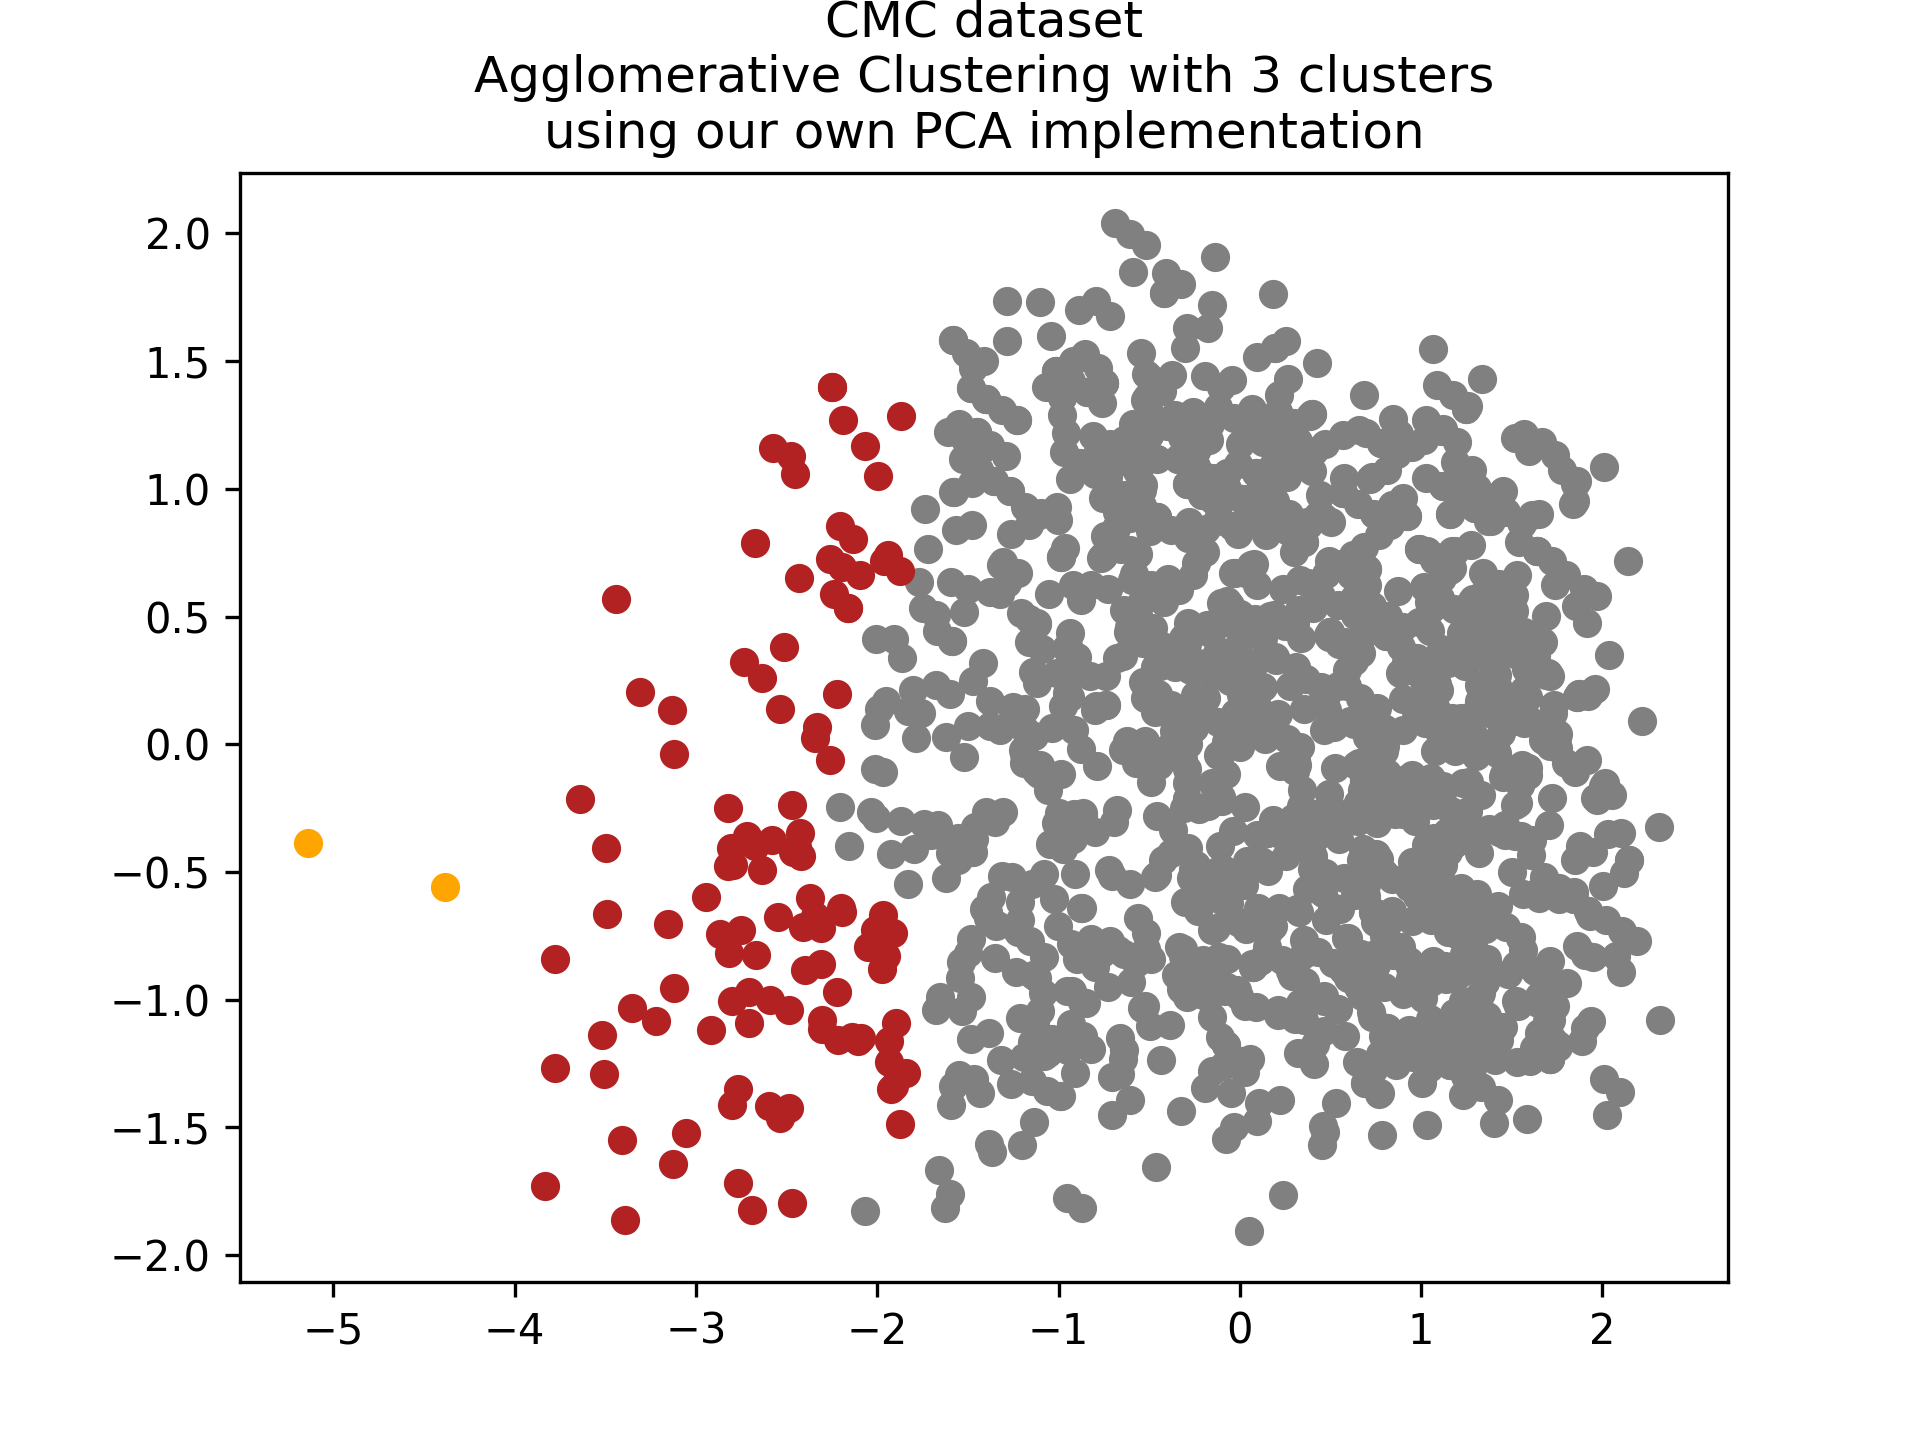 CMC dataset
Agglomerative Clustering with 3 clusters
using our own PCA implementation
2.0
1.5
1.0
0.5
0.0
−0.5
−1.0
−1.5
−2.0
−5 −4 −3 −2 −1 0 1 2